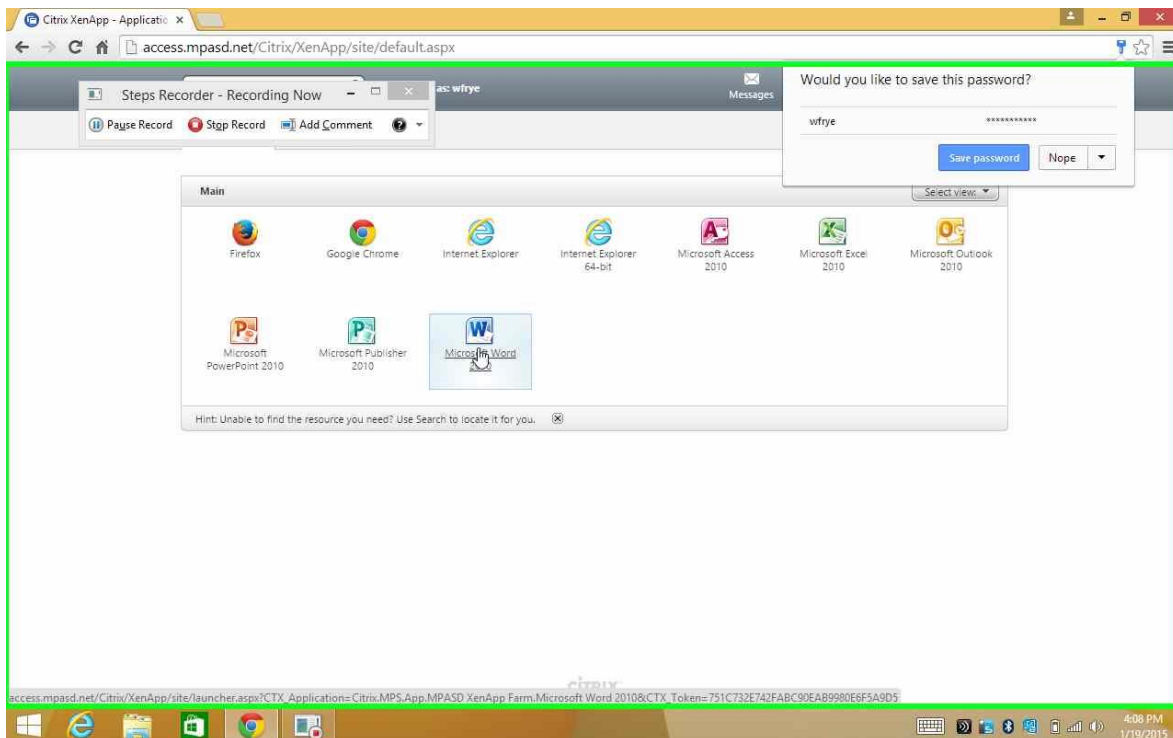 Citrix XenApp - Applicatio
access.mpasd.net/Citrix/XenApp/site/default.aspx
Steps Recorder - Recording Now
as: wfrye
Messages
Pause Record Stop Record Add Comment
Would you like to save this password?
wfrye ***********
Save password Nope
Main
Select view:
Firefox
Google Chrome
Internet Explorer
Internet Explorer
64-bit
Microsoft Access
2010
Microsoft Excel
2010
Microsoft Outlook
2010
Microsoft
PowerPoint 2010
Microsoft Publisher
2010
Microsoft Word
2010
Hint: Unable to find the resource you need? Use Search to locate it for you.
CITRIX
access.mpasd.net/Citrix/XenApp/site/launcher.aspx?CTX_Application=Citrix.MPS.App.MPASD XenApp Farm.Microsoft Word 2010&CTX_Token=751C732E742FABC90EAB9980E6F5A9D5
4:08 PM
1/19/2015